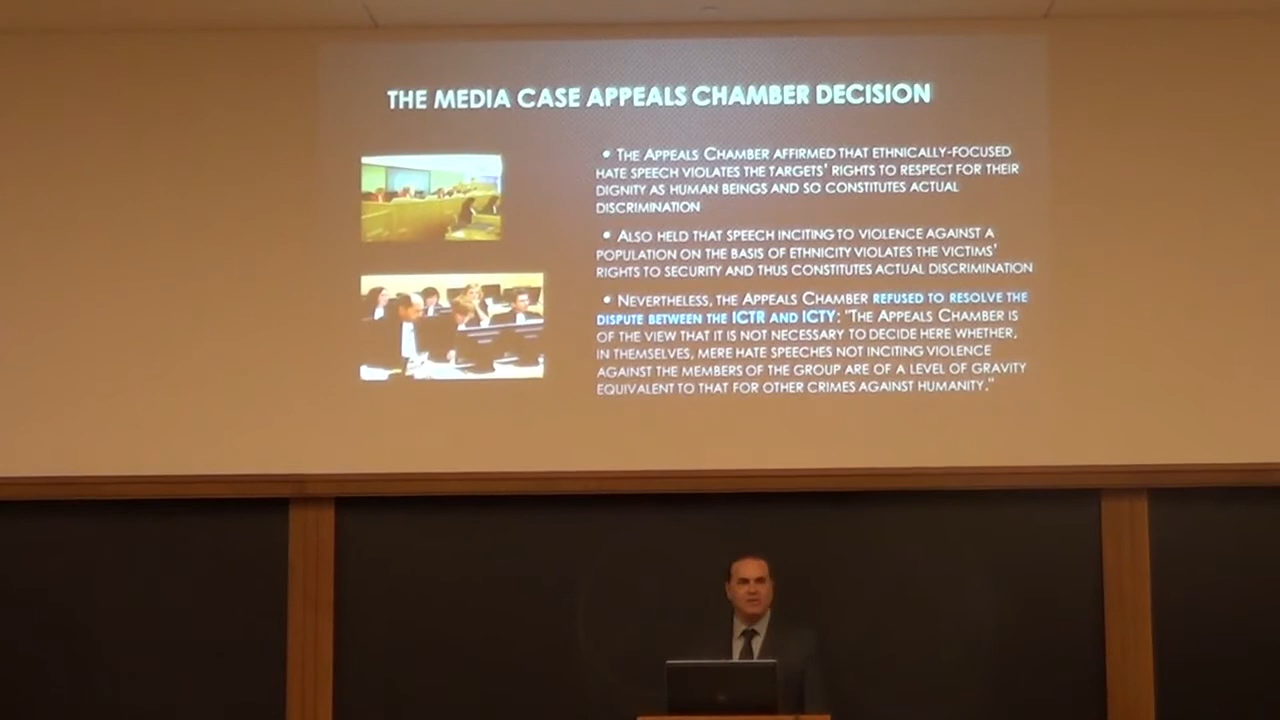 THE MEDIA CASE APPEALS CHAMBER DECISION
• THE APPEALS CHAMBER AFFIRMED THAT ETHNICALLY-FOCUSED
HATE SPEECH VIOLATES THE TARGETS' RIGHTS TO RESPECT FOR THEIR
DIGNITY AS HUMAN BEINGS AND SO CONSTITUTES ACTUAL
DISCRIMINATION
• ALSO HELD THAT SPEECH INCITING TO VIOLENCE AGAINST A
POPULATION ON THE BASIS OF ETHNICITY VIOLATES THE VICTIMS'
RIGHTS TO SECURITY AND THUS CONSTITUTES ACTUAL DISCRIMINATION
• NEVERTHELESS, THE APPEALS CHAMBER REFUSED TO RESOLVE THE
DISPUTE BETWEEN THE ICTR AND ICTY: "THE APPEALS CHAMBER IS
OF THE VIEW THAT IT IS NOT NECESSARY TO DECIDE HERE WHETHER,
IN THEMSELVES, MERE HATE SPEECHES NOT INCITING VIOLENCE
AGAINST THE MEMBERS OF THE GROUP ARE OF A LEVEL OF GRAVITY
EQUIVALENT TO THAT FOR OTHER CRIMES AGAINST HUMANITY."